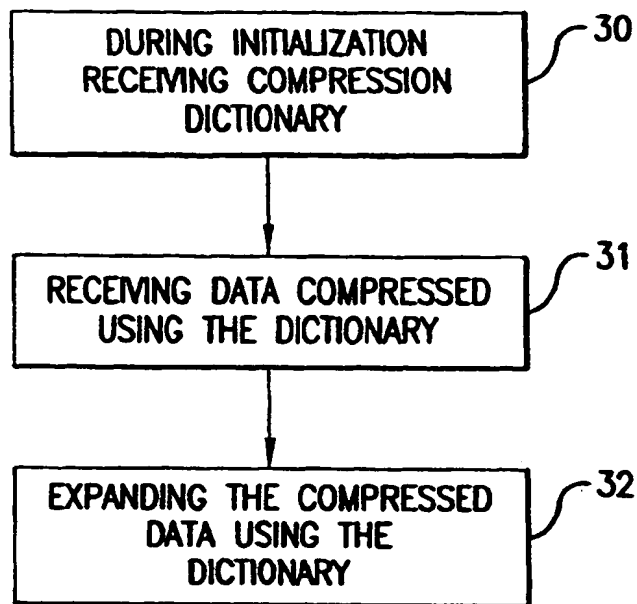 DURING INITIALIZATION
RECEIVING COMPRESSION
DICTIONARY
30
RECEIVING DATA COMPRESSED
USING THE DICTIONARY
31
EXPANDING THE COMPRESSED
DATA USING THE
DICTIONARY
32